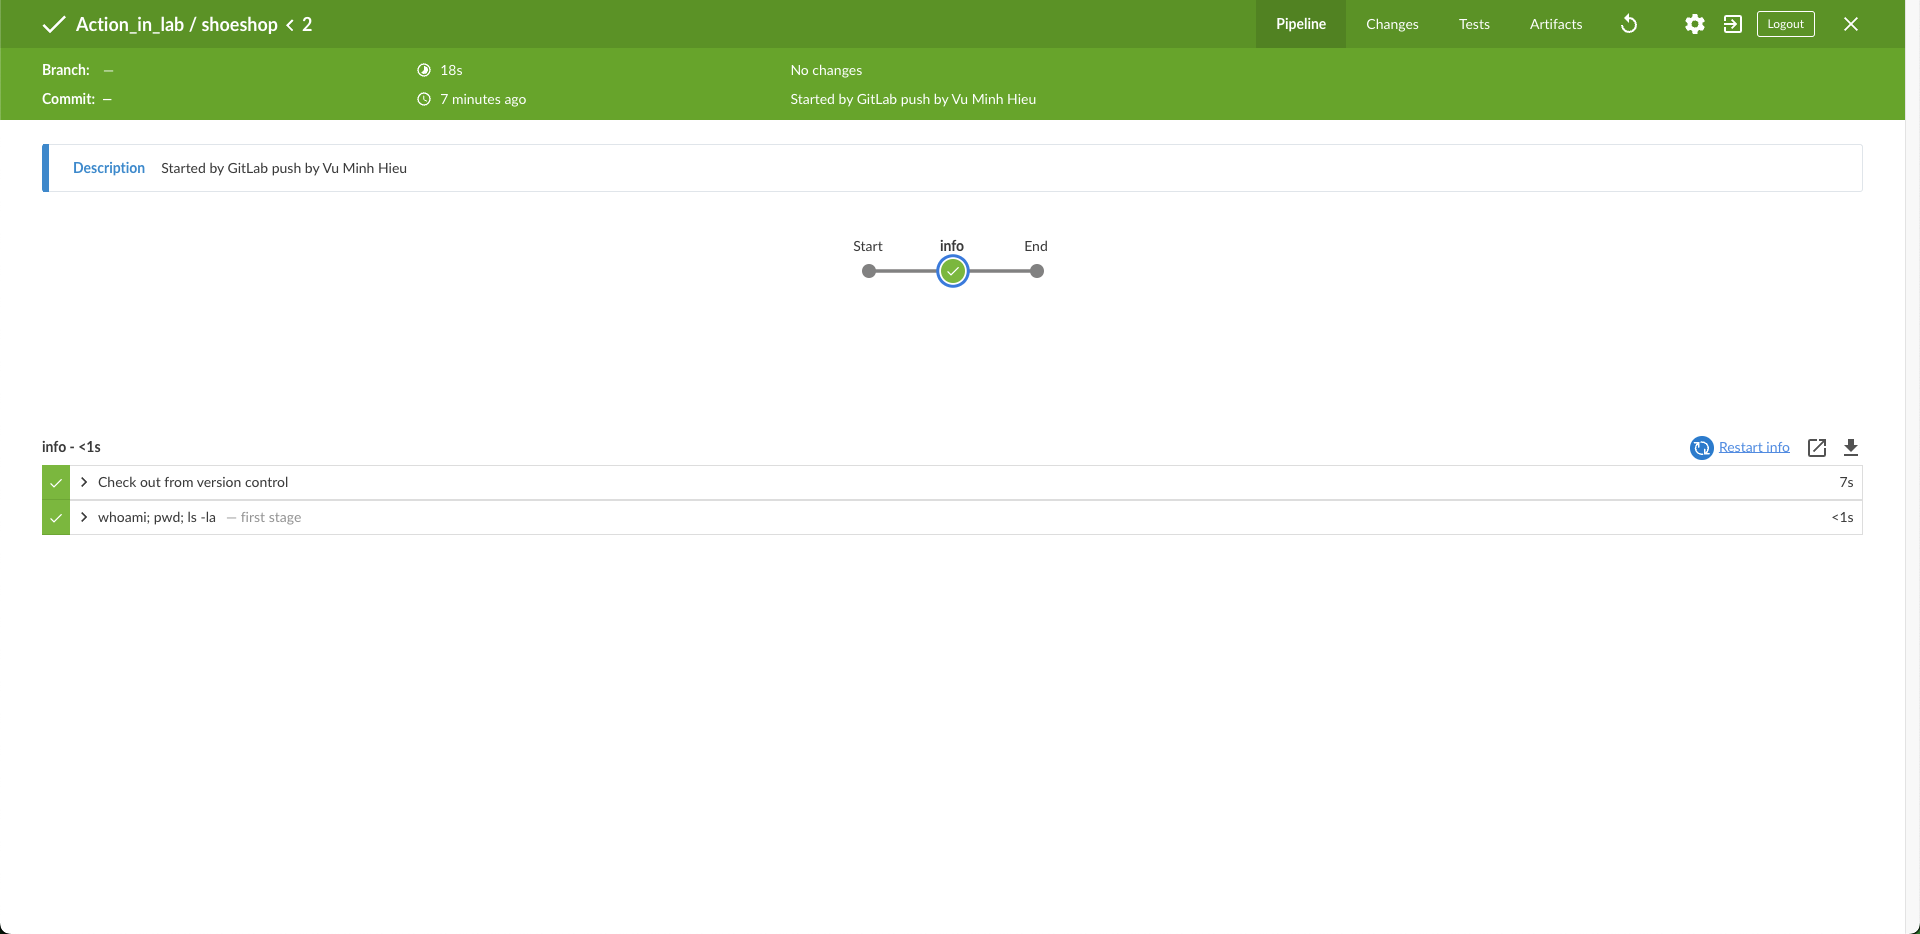 Action_in_lab / shoeshop < 2
Pipeline
Changes
Tests
Artifacts
Logout
Branch: —
18s
No changes
Commit: —
7 minutes ago
Started by GitLab push by Vu Minh Hieu
Description Started by GitLab push by Vu Minh Hieu
Start
info
End
info - <1s
Restart info
Check out from version control
7s
whoami; pwd; ls -la — first stage
<1s